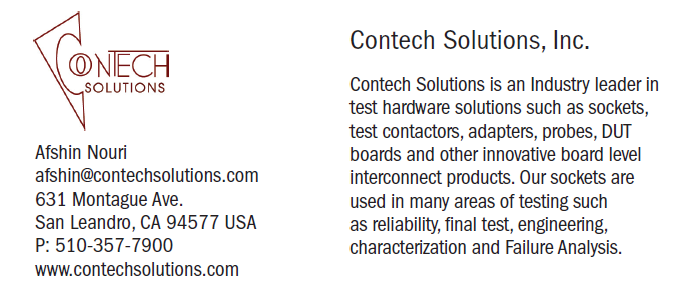 CONTECH
SOLUTIONS
Afshin Nouri
afshin@contechsolutions.com
631 Montague Ave.
San Leandro, CA 94577 USA
P: 510-357-7900
www.contechsolutions.com
Contech Solutions, Inc.
Contech Solutions is an Industry leader in
test hardware solutions such as sockets,
test contactors, adapters, probes, DUT
boards and other innovative board level
interconnect products. Our sockets are
used in many areas of testing such
as reliability, final test, engineering,
characterization and Failure Analysis.